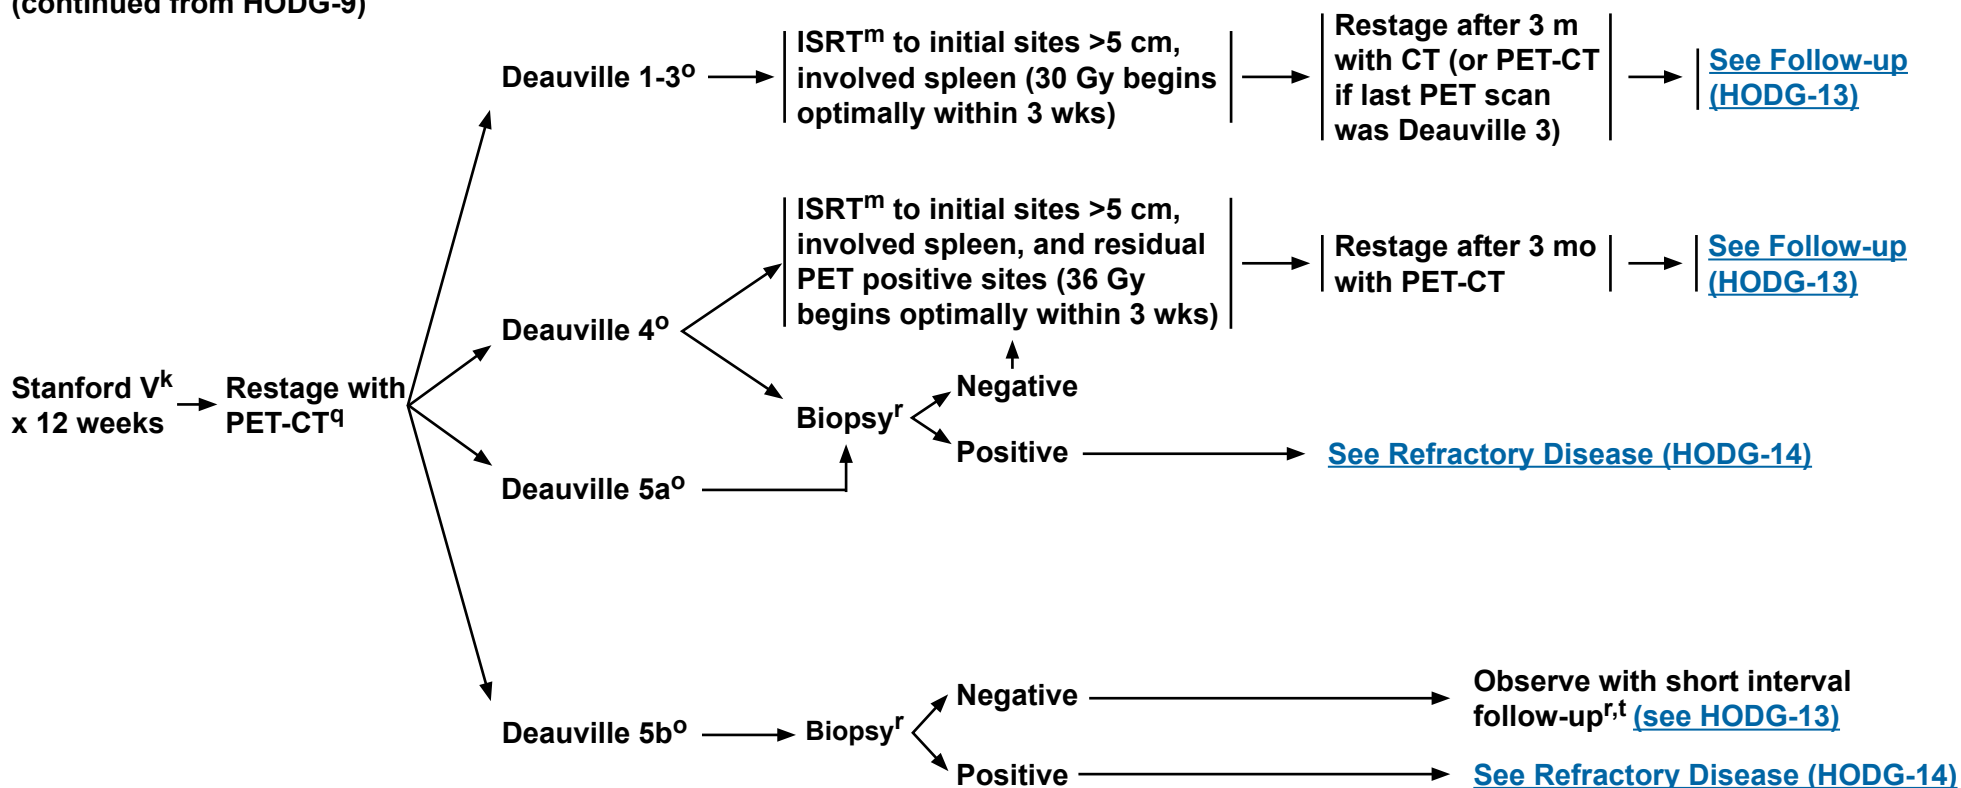 (continued from HODG-9)
Deauville 1-3o
ISRTm to initial sites >5 cm,
involved spleen (30 Gy begins
optimally within 3 wks)
Restage after 3 m
with CT (or PET-CT
if last PET scan
was Deauville 3)
See Follow-up
(HODG-13)
ISRTm to initial sites >5 cm,
involved spleen, and residual
PET positive sites (36 Gy
begins optimally within 3 wks)
Restage after 3 mo
with PET-CT
See Follow-up
(HODG-13)
Deauville 4o
Stanford Vk
x 12 weeks
Restage with
PET-CTq
Biopsyr
Negative
Positive
See Refractory Disease (HODG-14)
Deauville 5ao
Deauville 5bo
Biopsyr
Negative
Observe with short interval
follow-upr,t (see HODG-13)
Positive
See Refractory Disease (HODG-14)